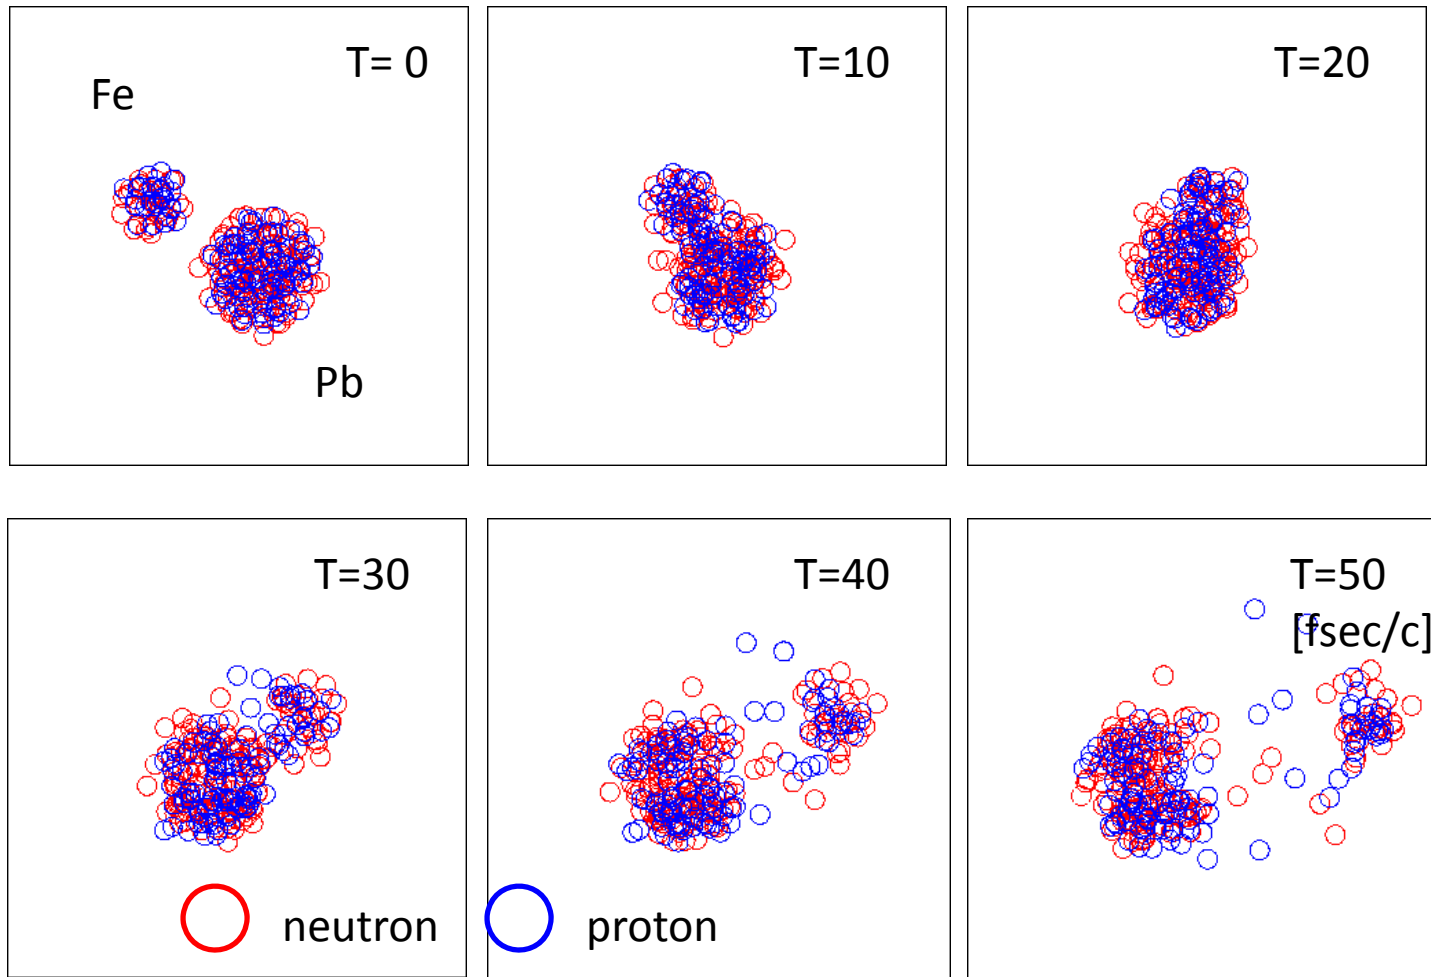 T= 0
Fe
Pb
T=10
T=20
T=30
T=40
T=50
[fsec/c]
neutron
proton